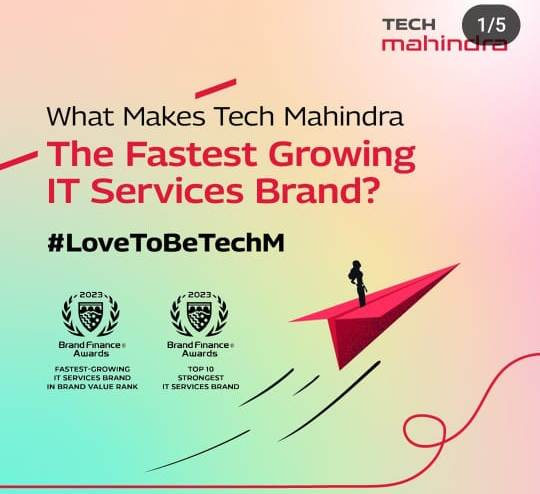 TECH
mahindra
1/5
What Makes Tech Mahindra
The Fastest Growing
IT Services Brand?
#LoveToBeTechM
2023
Brand Finance®
Awards
FASTEST-GROWING
IT SERVICES BRAND
IN BRAND VALUE RANK
2023
Brand Finance®
Awards
TOP 10
STRONGEST
IT SERVICES BRAND